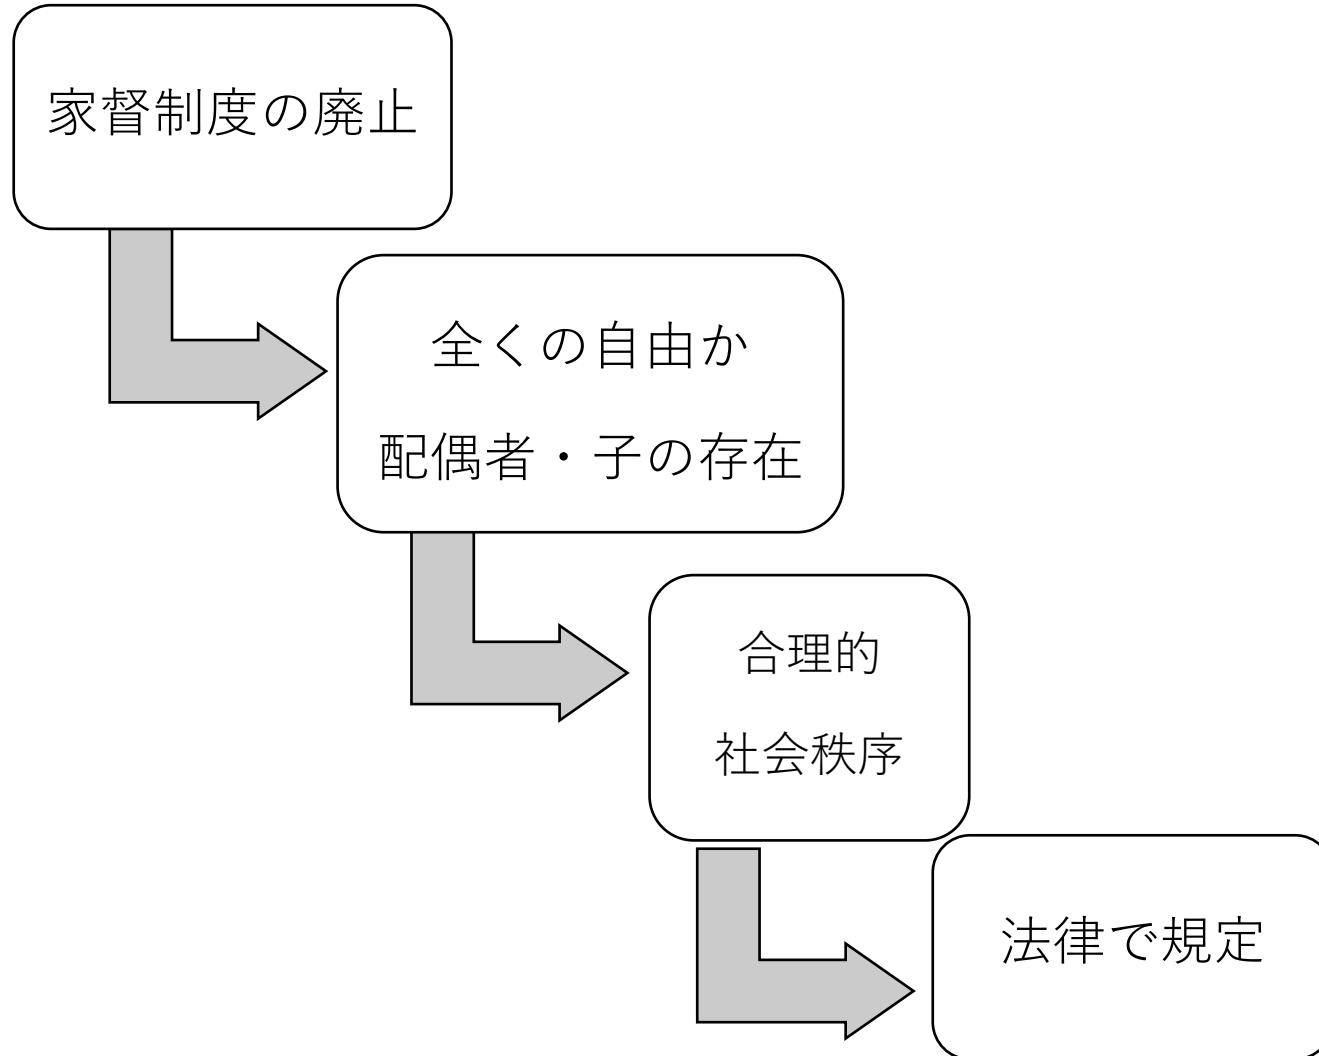 家督制度の廃止
全くの自由か
配偶者・子の存在
合理的
社会秩序
法律で規定